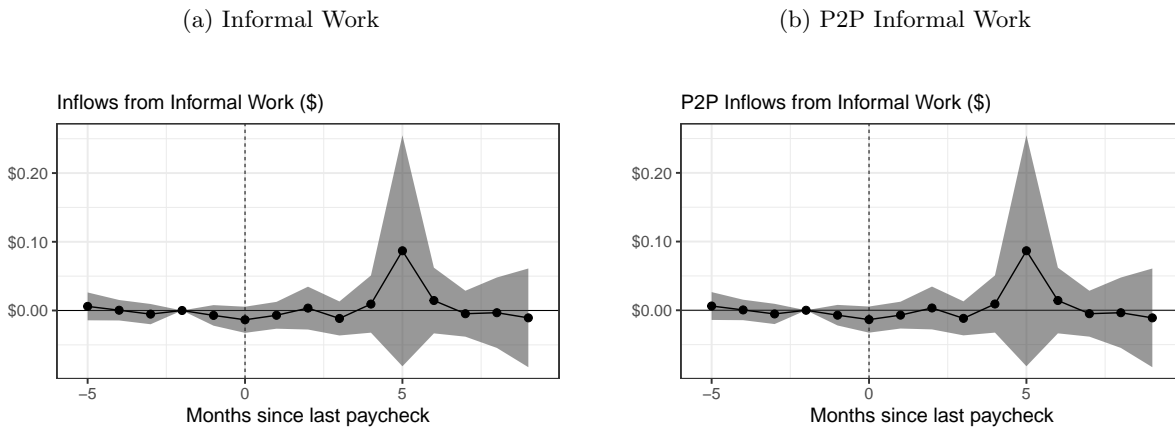 (a) Informal Work
(b) P2P Informal Work
Inflows from Informal Work ($)
$0.20
$0.10
$0.00
−5
0
5
Months since last paycheck
P2P Inflows from Informal Work ($)
$0.20
$0.10
$0.00
−5
0
5
Months since last paycheck